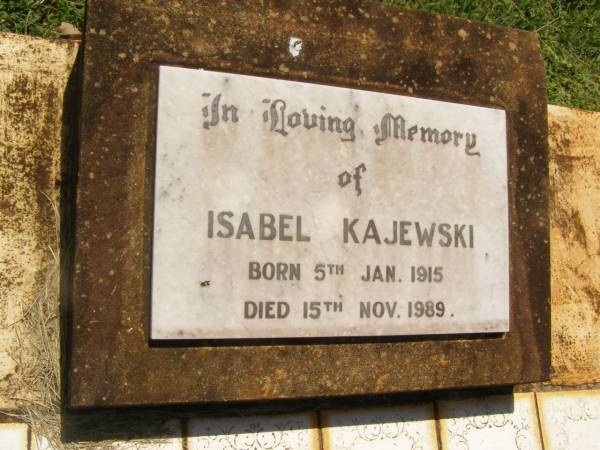 In Loving Memory
of
ISABEL KAJEWSKI
BORN 5TH JAN. 1915
DIED 15TH NOV. 1989.